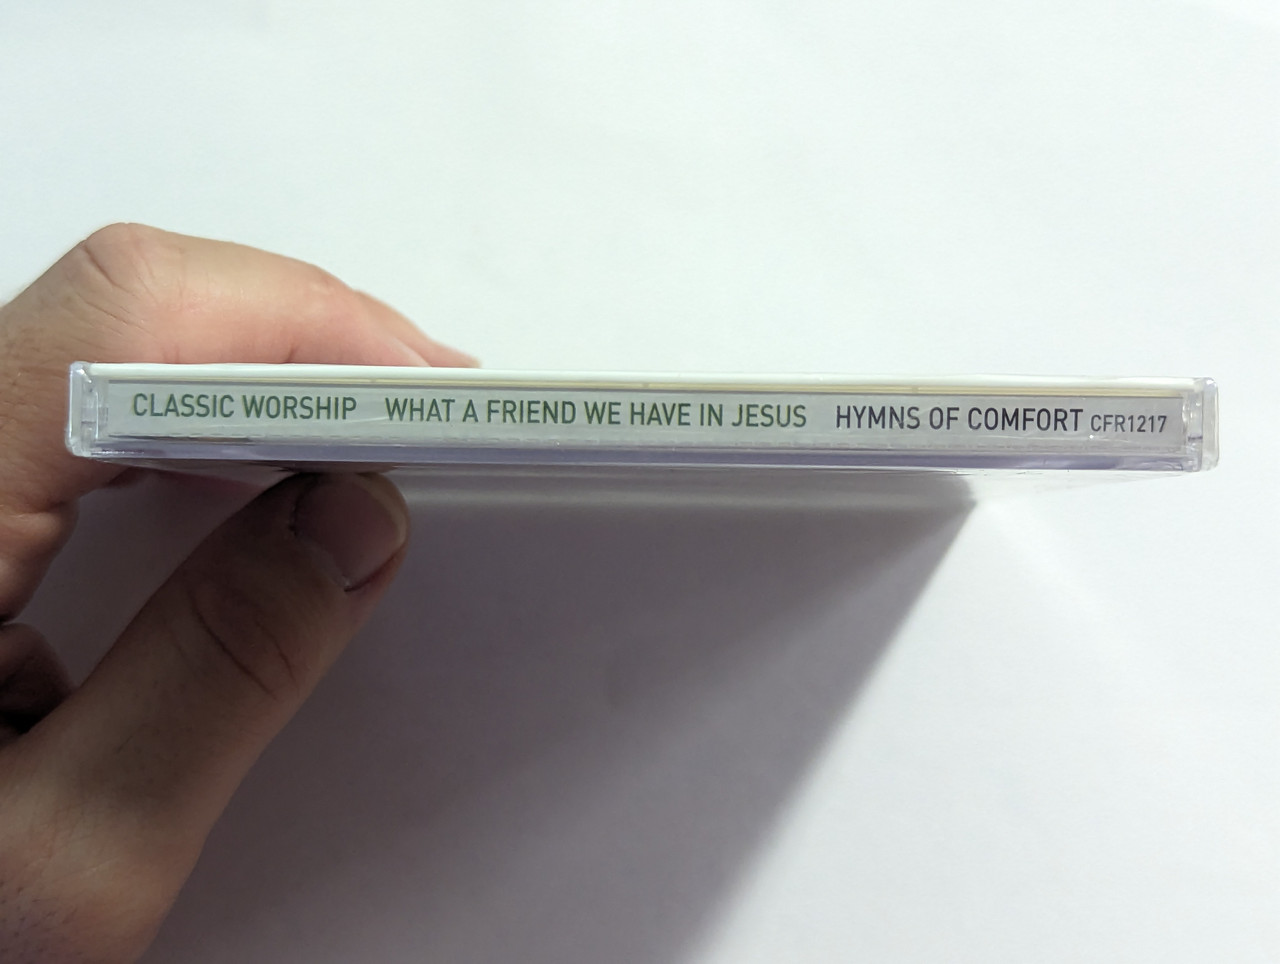 CLASSIC WORSHIP WHAT A FRIEND WE HAVE IN JESUS HYMNS OF COMFORT CFR1217